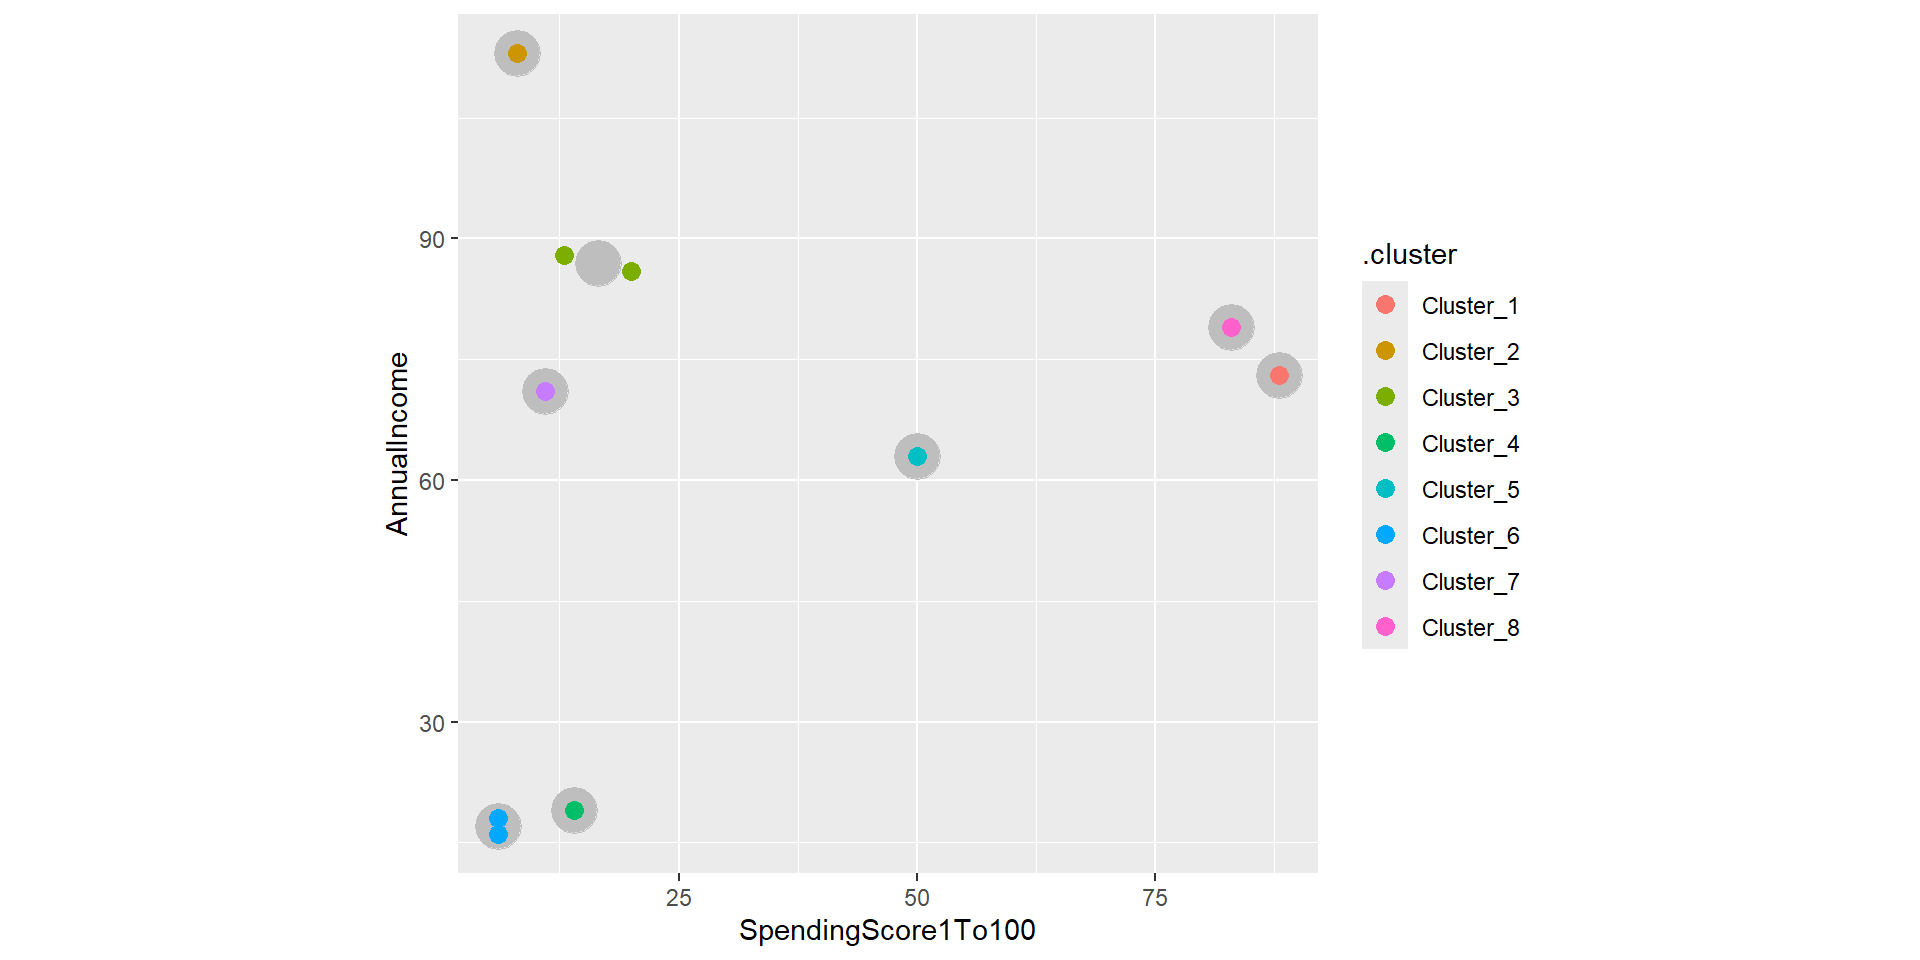 90
60
30
AnnualIncome
25 50 75
SpendingScore1To100
.cluster
Cluster_1
Cluster_2
Cluster_3
Cluster_4
Cluster_5
Cluster_6
Cluster_7
Cluster_8